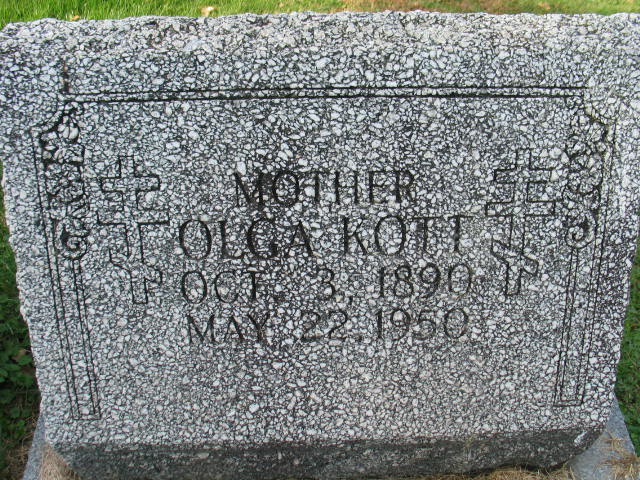 MOTHER
OLGA KOTT
OCT. 3, 1890
MAY 22, 1950